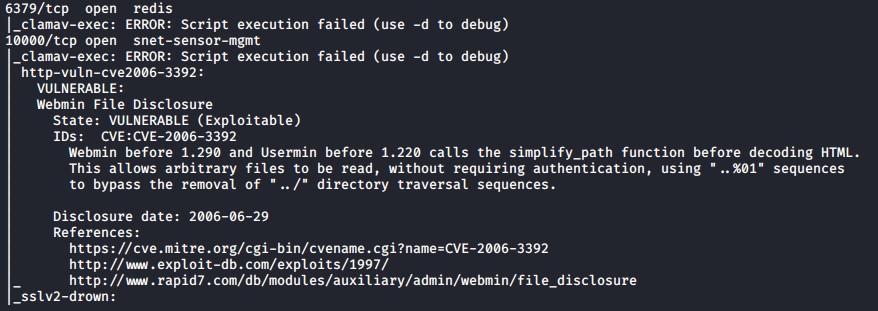 6379/tcp open redis
|_clamav-exec: ERROR: Script execution failed (use -d to debug)
10000/tcp open snet-sensor-mgmt
|_clamav-exec: ERROR: Script execution failed (use -d to debug)
| http-vuln-cve2006-3392:
|   VULNERABLE:
|   Webmin File Disclosure
|     State: VULNERABLE (Exploitable)
|     IDs:  CVE:CVE-2006-3392
|       Webmin before 1.290 and Usermin before 1.220 calls the simplify_path function before decoding HTML.
|       This allows arbitrary files to be read, without requiring authentication, using "..%01" sequences
|       to bypass the removal of "../" directory traversal sequences.
|
|     Disclosure date: 2006-06-29
|     References:
|       https://cve.mitre.org/cgi-bin/cvename.cgi?name=CVE-2006-3392
|       http://www.exploit-db.com/exploits/1997/
|_      http://www.rapid7.com/db/modules/auxiliary/admin/webmin/file_disclosure
|_sslv2-drown: